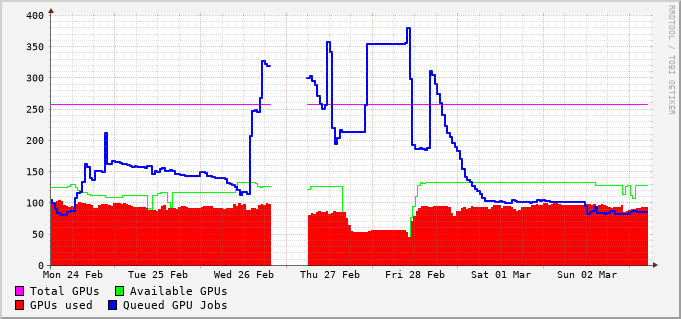 400
350
300
250
200
150
100
50
0
Mon 24 Feb Tue 25 Feb Wed 26 Feb Thu 27 Feb Fri 28 Feb Sat 01 Mar Sun 02 Mar
Total GPUs Available GPUs
GPUs used Queued GPU Jobs
RRDTOOL / TOBI OETIKER